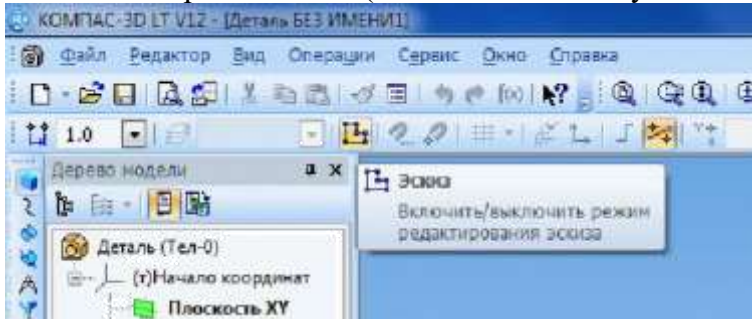 КОМПАС-3D LT V12 - [Деталь БЕЗ ИМЕНИ1]
Файл Редактор Вид Операции Сервис Окно Справка
1.0
Дерево модели
Эскиз
Включить/выключить режим
редактирования эскиза
Деталь (Тел-0)
(т)Начало координат
Плоскость XY